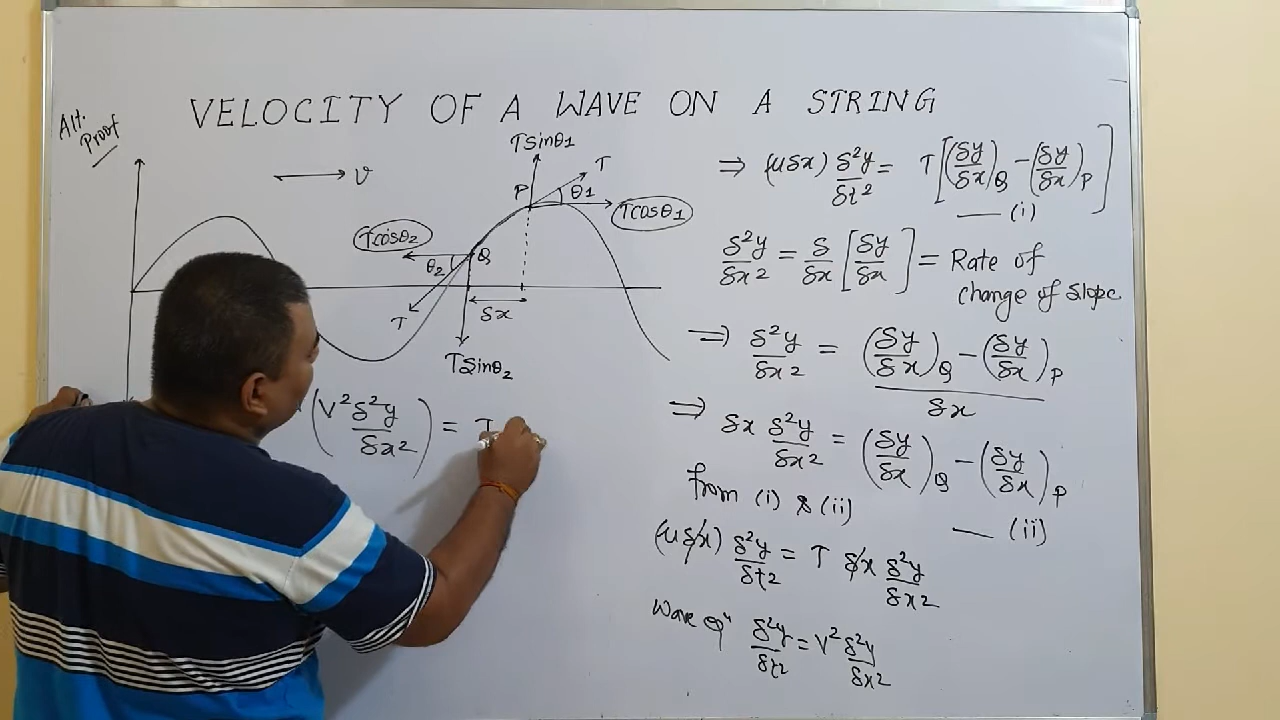 VELOCITY OF A WAVE ON A STRING
Alt.
Proof
v
TSinθ1
T
P
θ1
Tcosθ1
Tcosθ2
θ2
Q
T
δx
TSinθ2
(V² δ²y/δx²) = T
⇒ (μδx) δ²y/δt² = T[(δy/δx)Q − (δy/δx)P]
— (i)
δ²y/δx² = δ/δx [δy/δx] = Rate of
change of slope
⇒ δ²y/δx² = ((δy/δx)Q − (δy/δx)P)/δx
⇒ δx δ²y/δx² = (δy/δx)Q − (δy/δx)P
— (ii)
from (i) & (ii)
(μδx) δ²y/δt² = T δx δ²y/δx²
Wave eqⁿ δ²y/δt² = V² δ²y/δx²